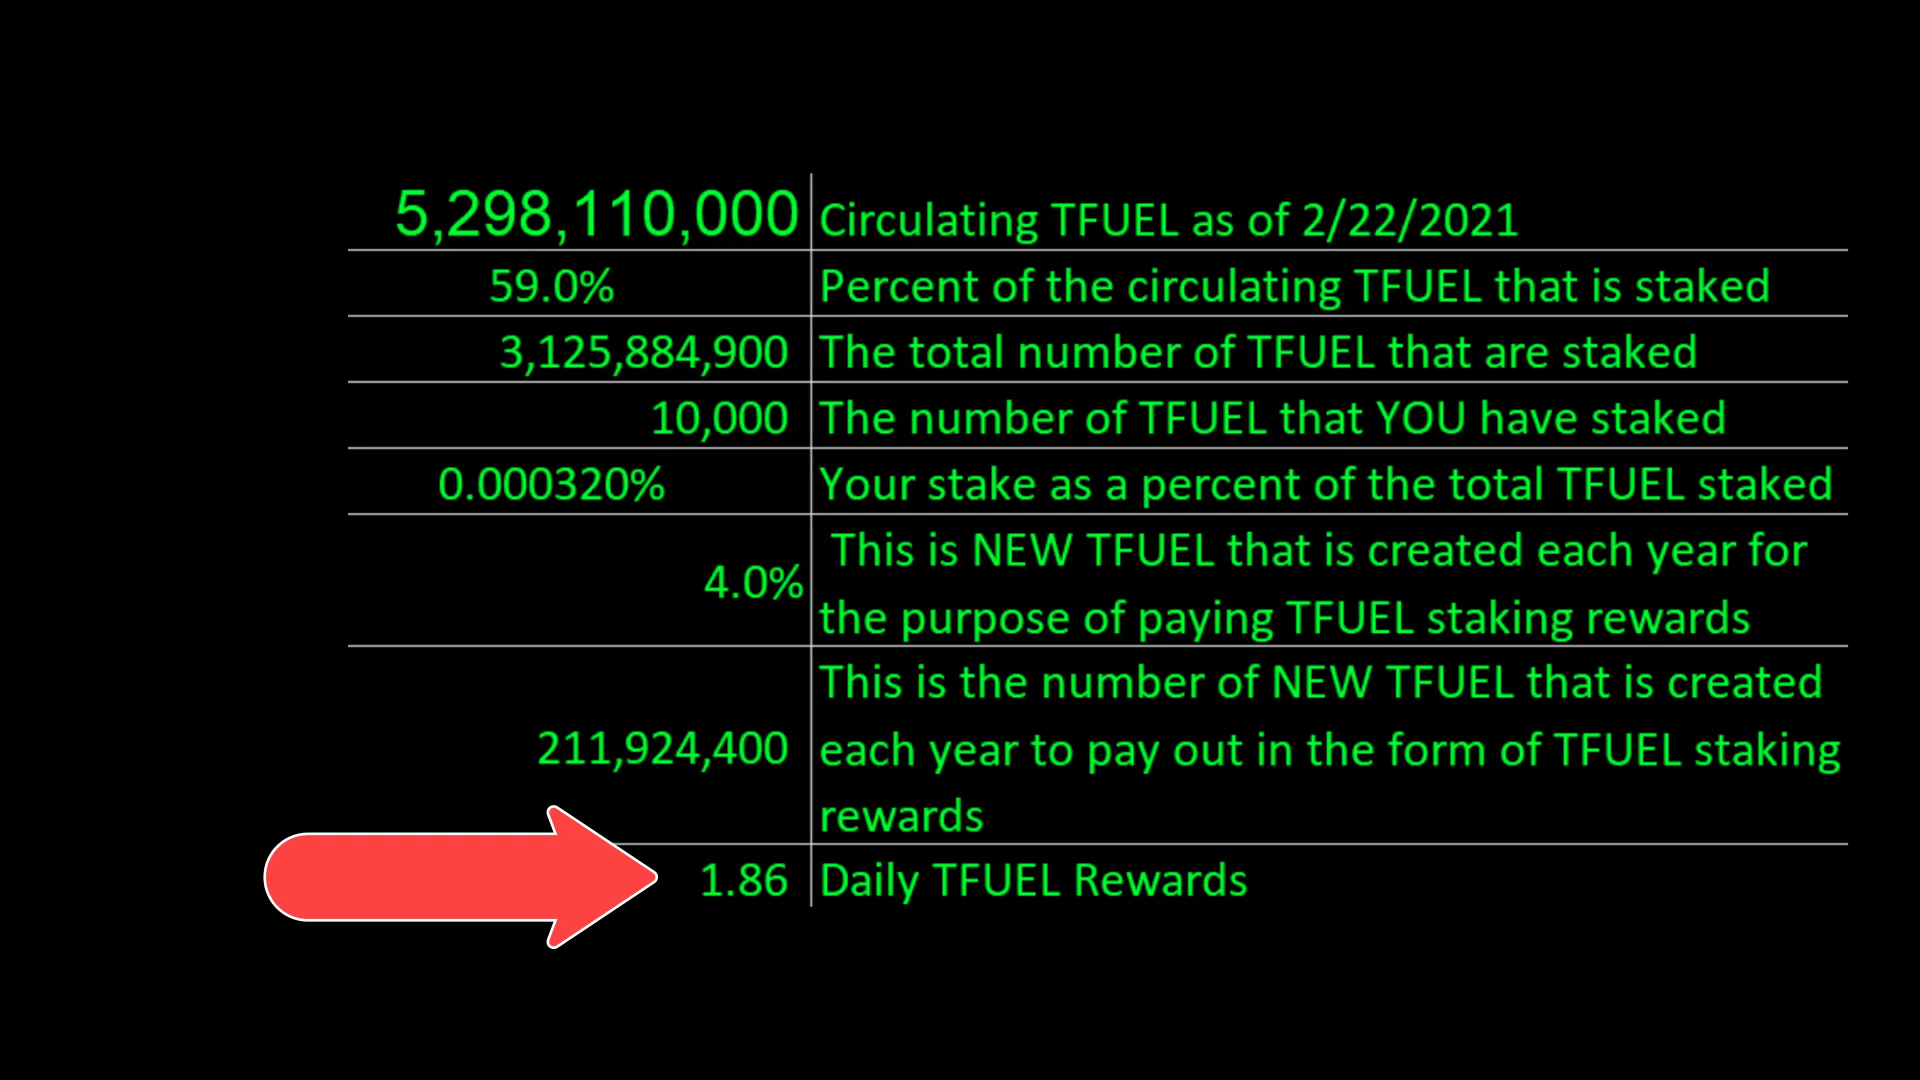 5,298,110,000 Circulating TFUEL as of 2/22/2021
59.0% Percent of the circulating TFUEL that is staked
3,125,884,900 The total number of TFUEL that are staked
10,000 The number of TFUEL that YOU have staked
0.000320% Your stake as a percent of the total TFUEL staked
4.0% This is NEW TFUEL that is created each year for
the purpose of paying TFUEL staking rewards
This is the number of NEW TFUEL that is created
211,924,400 each year to pay out in the form of TFUEL staking
rewards
1.86 Daily TFUEL Rewards